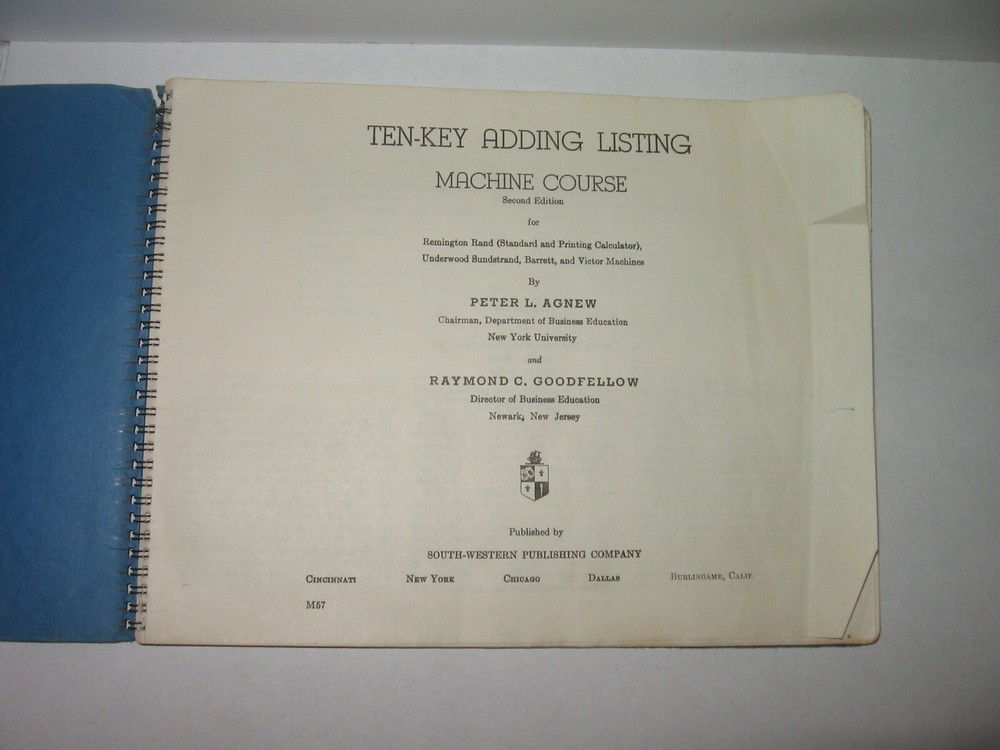 TEN-KEY ADDING LISTING
MACHINE COURSE
Second Edition
for
Remington Rand (Standard and Printing Calculator),
Underwood Sundstrand, Barrett, and Victor Machines
By
PETER L. AGNEW
Chairman, Department of Business Education
New York University
and
RAYMOND C. GOODFELLOW
Director of Business Education
Newark, New Jersey
Published by
SOUTH-WESTERN PUBLISHING COMPANY
CINCINNATI NEW YORK CHICAGO DALLAS BURLINGAME, CALIF.
M57